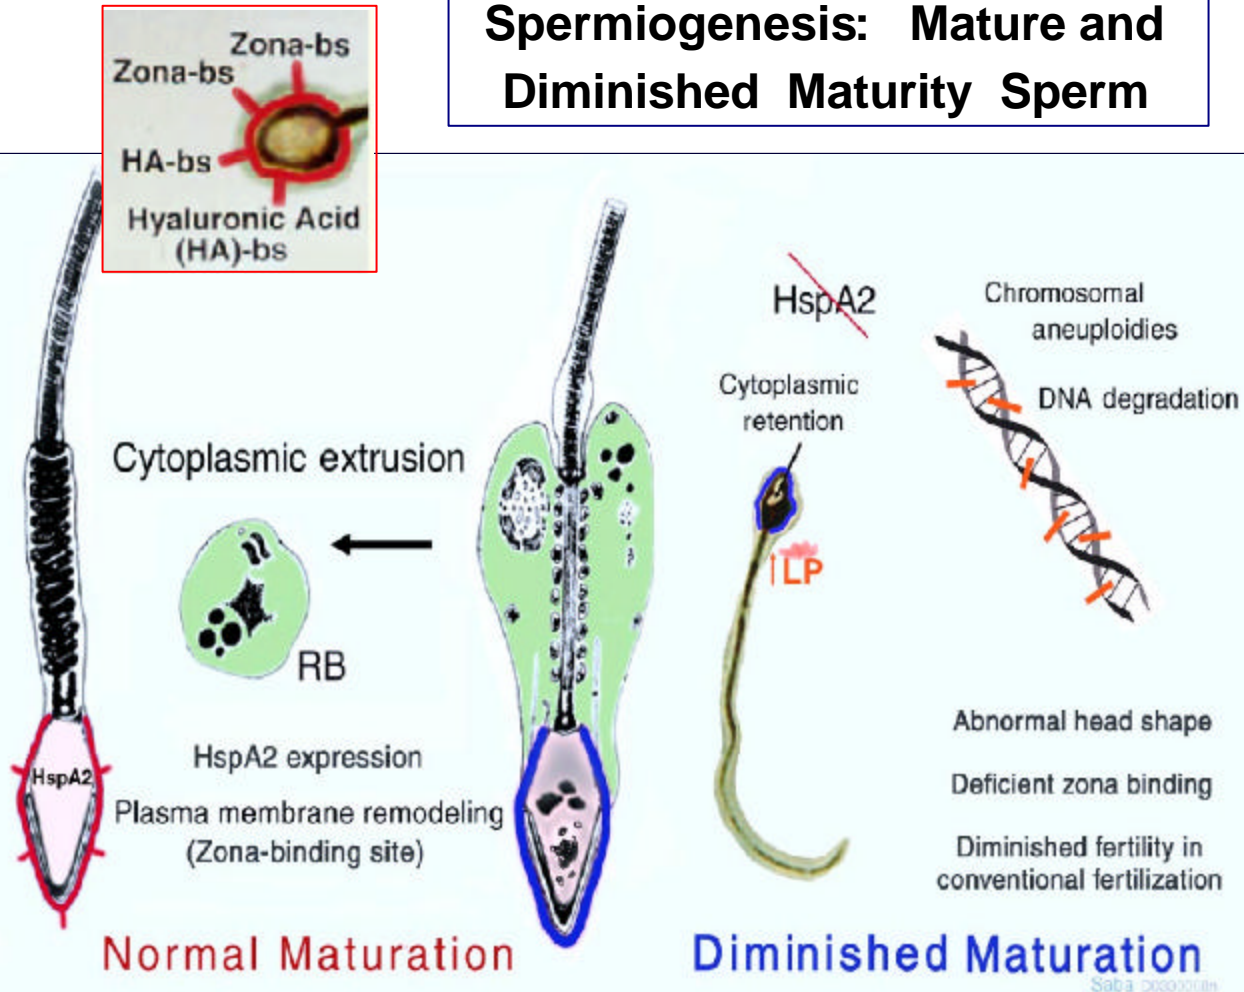 Spermiogenesis: Mature and
Diminished Maturity Sperm
Zona-bs
Zona-bs
HA-bs
Hyaluronic Acid
(HA)-bs
HspA2
Chromosomal
aneuploidies
Cytoplasmic
retention
DNA degradation
Cytoplasmic extrusion
LP
RB
HspA2 expression
HspA2
Plasma membrane remodeling
(Zona-binding site)
Abnormal head shape
Deficient zona binding
Diminished fertility in
conventional fertilization
Normal Maturation
Diminished Maturation
Saba